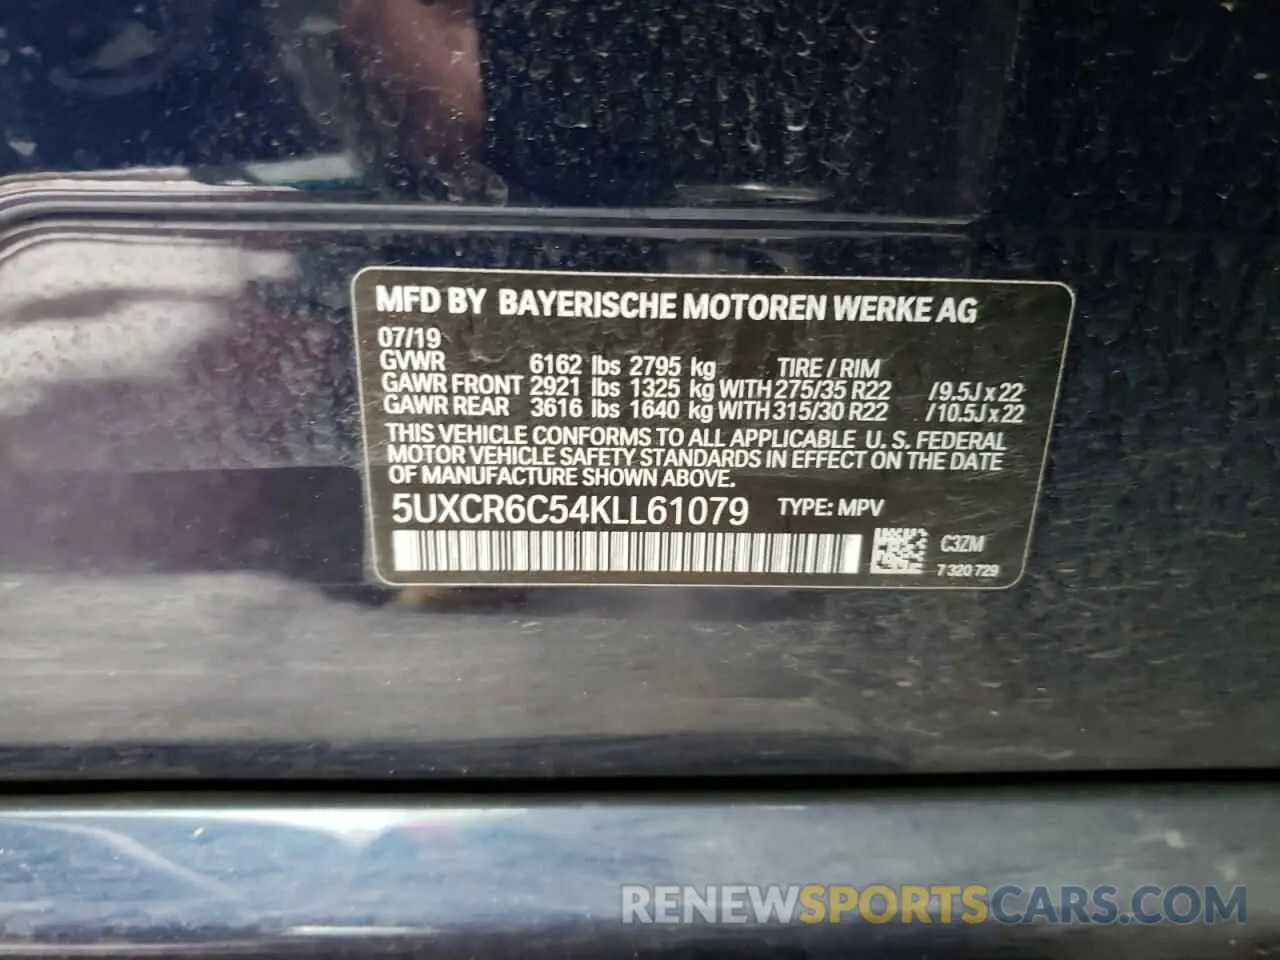 MFD BY BAYERISCHE MOTOREN WERKE AG
07/19
GVWR 6162 lbs 2795 kg TIRE / RIM
GAWR FRONT 2921 lbs 1325 kg WITH 275/35 R22 /9.5J x 22
GAWR REAR 3616 lbs 1640 kg WITH 315/30 R22 /10.5J x 22
THIS VEHICLE CONFORMS TO ALL APPLICABLE U. S. FEDERAL
MOTOR VEHICLE SAFETY STANDARDS IN EFFECT ON THE DATE
OF MANUFACTURE SHOWN ABOVE.
5UXCR6C54KLL61079 TYPE: MPV
C3ZM
7 320 729
RENEWSPORTSCARS.COM